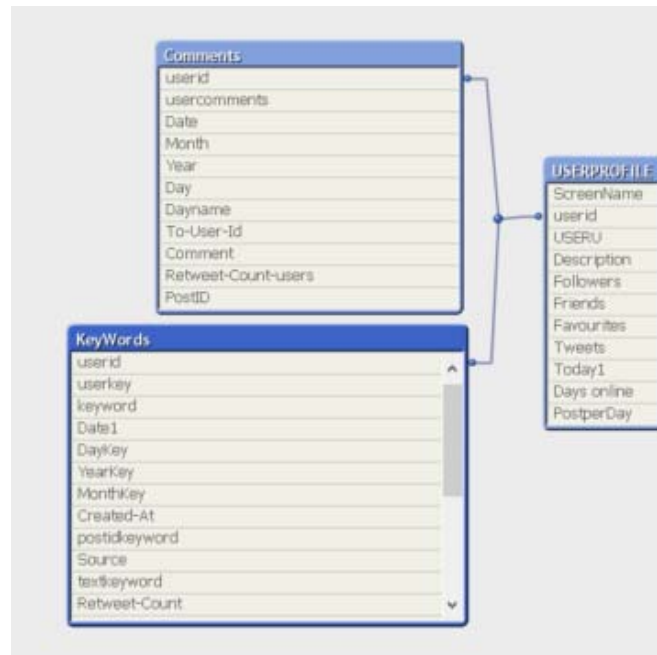 Comments
userid
usercomments
Date
Month
Year
Day
Dayname
To-User-Id
Comment
Retweet-Count-users
PostID
KeyWords
userid
userkey
keyword
Date1
DayKey
YearKey
MonthKey
Created-At
postidkeyword
Source
textkeyword
Retweet-Count
USERPROFILE
ScreenName
userid
USERU
Description
Followers
Friends
Favourites
Tweets
Today1
Days online
PostperDay